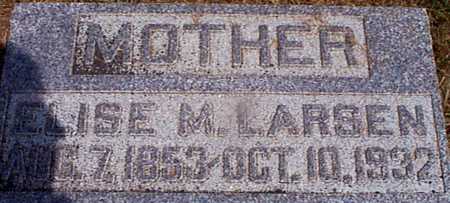 MOTHER
ELISE M. LARSEN
AUG. 7, 1853-OCT. 10, 1932